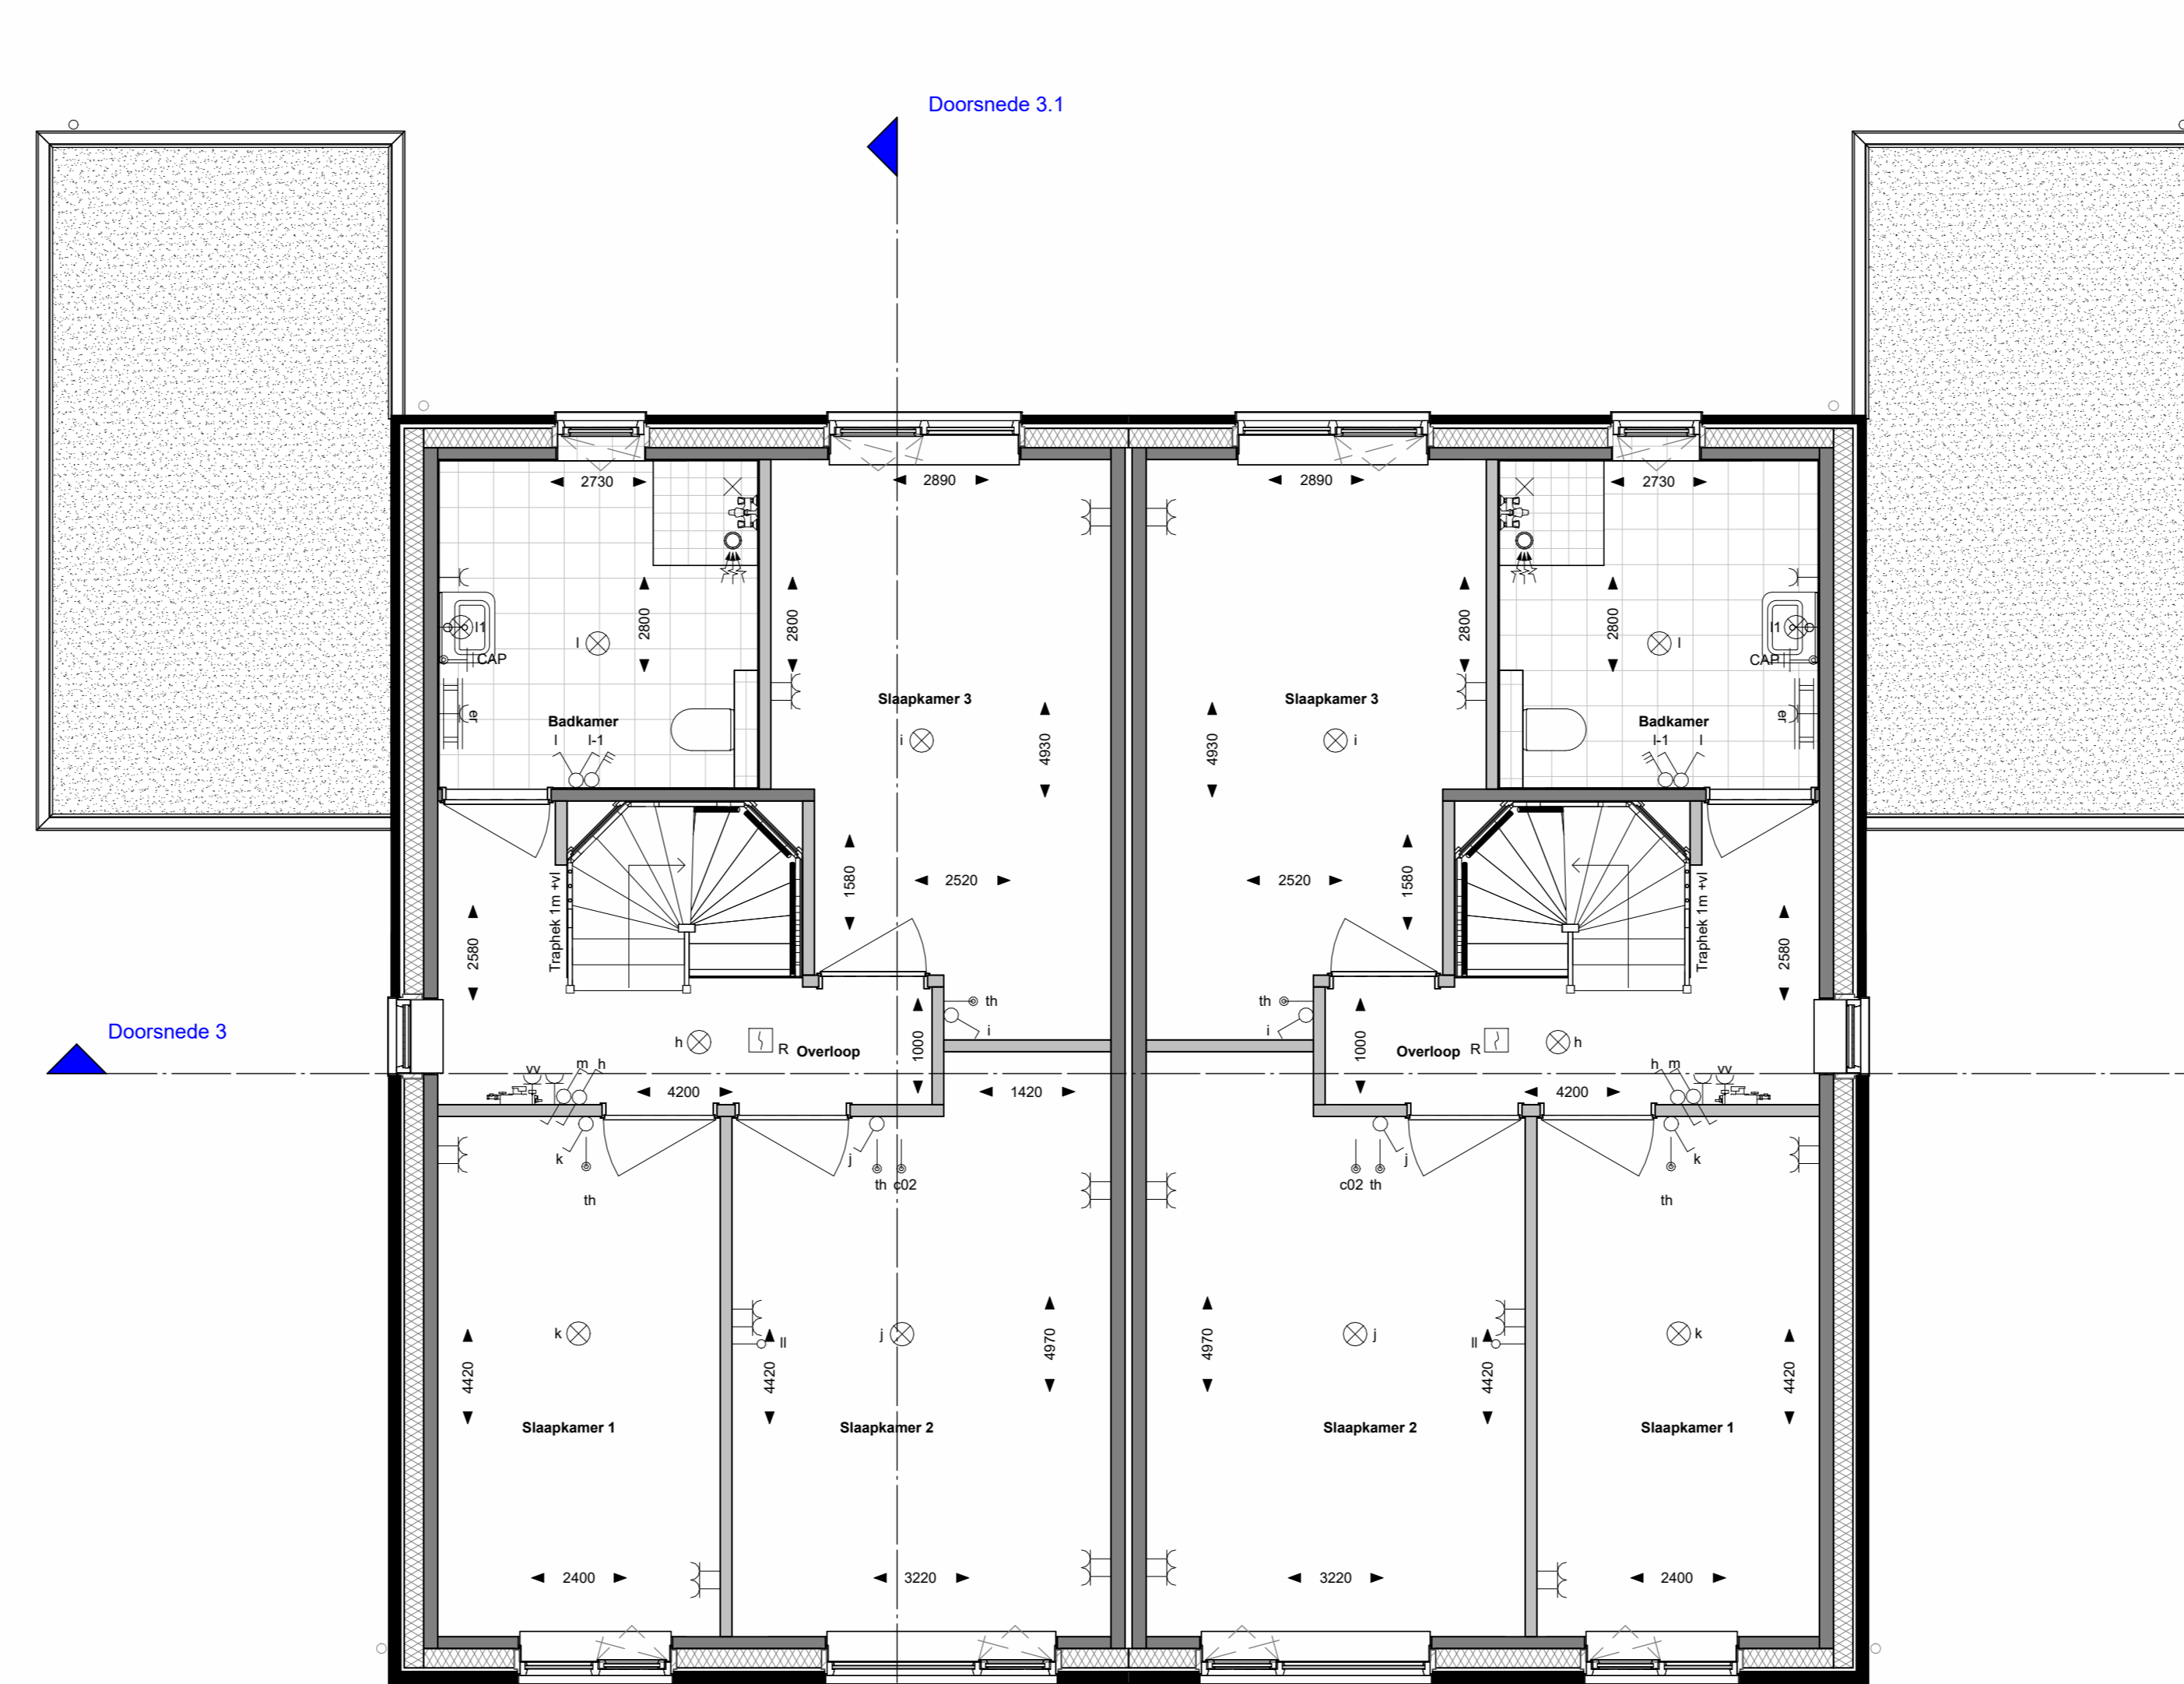 Doorsnede 3.1
2730
2890
2890
2730
2800
2800
2800
2800
l1
CAP
l
l
l1
CAP
Slaapkamer 3
Slaapkamer 3
er
Badkamer
l l-1
i
4930
4930
i
Badkamer
l-1 l
er
1580
2520
2520
1580
Traphek 1m +vl
Traphek 1m +vl
2580
2580
th
i
th
i
Doorsnede 3
h
R
Overloop
1000
1000
Overloop
R
h
vv
m h
4200
1420
4200
h m
vv
k
th
j
th c02
c02 th
j
k
th
k
ll
j
4970
4970
j
ll
k
4420
4420
4420
4420
Slaapkamer 1
Slaapkamer 2
Slaapkamer 2
Slaapkamer 1
2400
3220
3220
2400